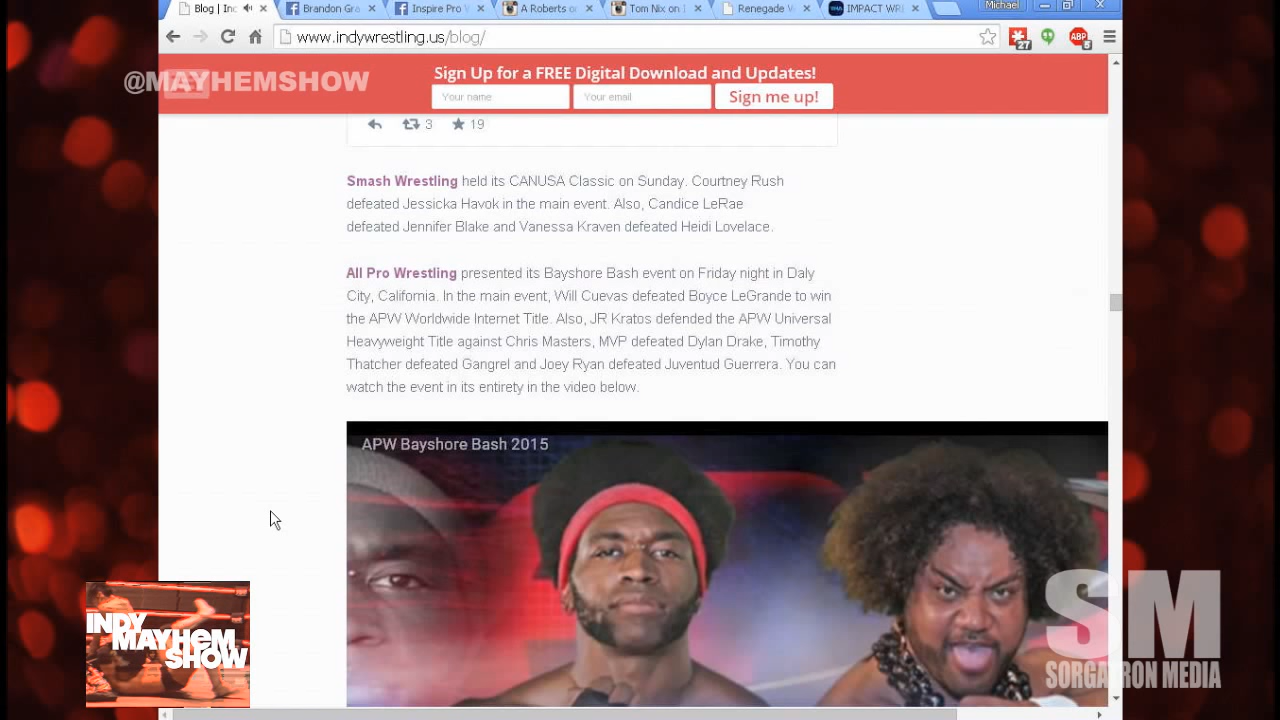 Blog | Inc
Brandon Gra
Inspire Pro W
A Roberts on
Tom Nix on I
Renegade W
IMPACT WRE
Michael
www.indywrestling.us/blog/
27
ABP
5
@MAYHEMSHOW
Sign Up for a FREE Digital Download and Updates!
Your name
Your email
Sign me up!
3
19
Smash Wrestling held its CANUSA Classic on Sunday. Courtney Rush
defeated Jessicka Havok in the main event. Also, Candice LeRae
defeated Jennifer Blake and Vanessa Kraven defeated Heidi Lovelace.
All Pro Wrestling presented its Bayshore Bash event on Friday night in Daly
City, California. In the main event, Will Cuevas defeated Boyce LeGrande to win
the APW Worldwide Internet Title. Also, JR Kratos defended the APW Universal
Heavyweight Title against Chris Masters, MVP defeated Dylan Drake, Timothy
Thatcher defeated Gangrel and Joey Ryan defeated Juventud Guerrera. You can
watch the event in its entirety in the video below.
APW Bayshore Bash 2015
INDY
MAYHEM
SHOW
SM
SORGATRON MEDIA